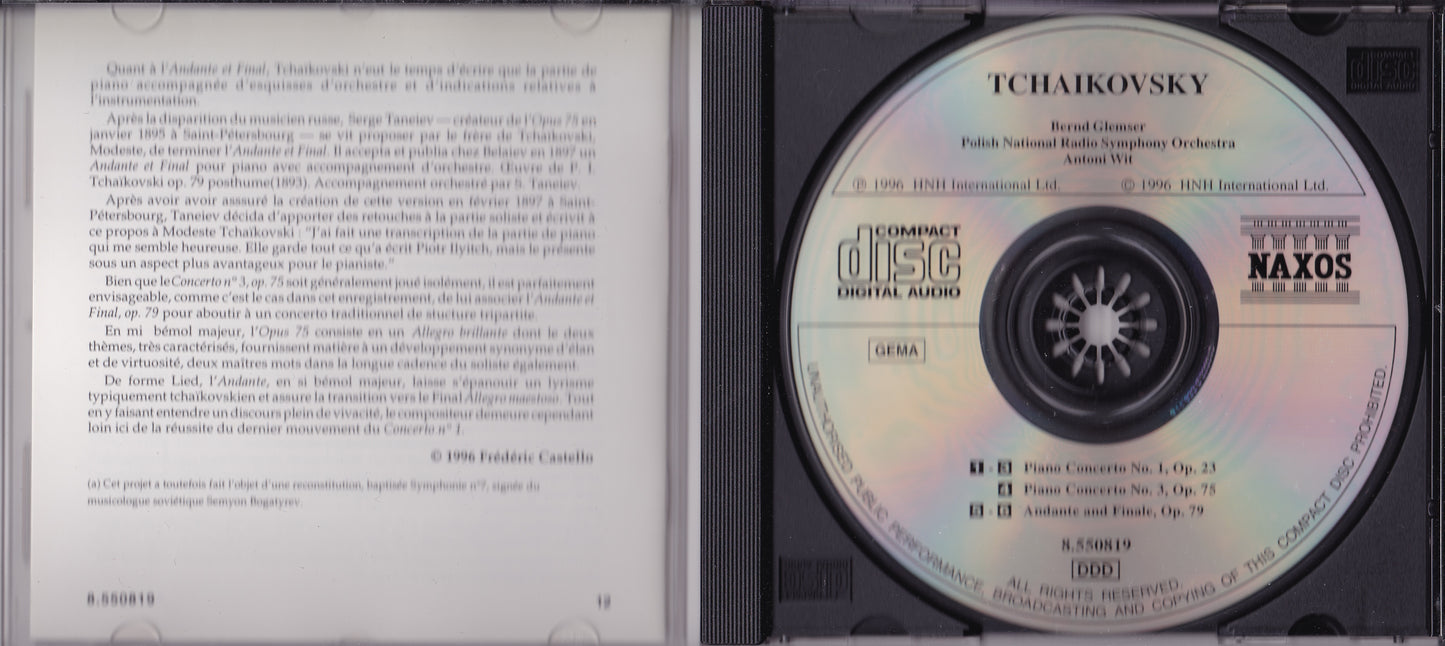 Quant à l'Andante et Final, Tchaïkovski n'eut le temps d'écrire que la partie de
piano accompagnée d'esquisses d'orchestre et d'indications relatives à
l'instrumentation.
Après la disparition du musicien russe, Serge Taneiev — créateur de l'Opus 75 en
janvier 1895 à Saint-Pétersbourg — se vit proposer par le frère de Tchaïkovski,
Modeste, de terminer l'Andante et Final. Il accepta et publia chez Belaiev en 1897 un
Andante et Final pour piano avec accompagnement d'orchestre. Œuvre de P. I.
Tchaïkovski op. 79 posthume(1893). Accompagnement orchestré par S. Taneiev.
Après avoir avoir asssuré la création de cette version en février 1897 à Saint-
Pétersbourg, Taneiev décida d'apporter des retouches à la partie soliste et écrivit à
ce propos à Modeste Tchaïkovski : "J'ai fait une transcription de la partie de piano
qui me semble heureuse. Elle garde tout ce qu'a écrit Piotr Ilyitch, mais le présente
sous un aspect plus avantageux pour le pianiste."
Bien que le Concerto n° 3, op. 75 soit généralement joué isolément, il est parfaitement
envisageable, comme c'est le cas dans cet enregistrement, de lui associer l'Andante et
Final, op. 79 pour aboutir à un concerto traditionnel de stucture tripartite.
En mi bémol majeur, l'Opus 75 consiste en un Allegro brillante dont le deux
thèmes, très caractérisés, fournissent matière à un développement synonyme d'élan
et de virtuosité, deux maîtres mots dans la longue cadence du soliste également.
De forme Lied, l'Andante, en si bémol majeur, laisse s'épanouir un lyrisme
typiquement tchaïkovskien et assure la transition vers le Final Allegro maestoso. Tout
en y faisant entendre un discours plein de vivacité, le compositeur demeure cependant
loin ici de la réussite du dernier mouvement du Concerto n° 1.
© 1996 Frédéric Castello
(a) Cet projet a toutefois fait l'objet d'une reconstitution, baptisée Symphonie n°7, signée du
musicologue soviétique Semyon Bogatyrev.
8.550819
TCHAIKOVSKY
Bernd Glemser
Polish National Radio Symphony Orchestra
Antoni Wit
℗ 1996 HNH International Ltd.
© 1996 HNH International Ltd.
COMPACT
disc
DIGITAL AUDIO
NAXOS
GEMA
1 - 3 Piano Concerto No. 1, Op. 23
4 Piano Concerto No. 3, Op. 75
5 - 6 Andante and Finale, Op. 79
8.550819
DDD
ALL RIGHTS RESERVED.
UNAUTHORISED PUBLIC PERFORMANCE, BROADCASTING AND COPYING OF THIS COMPACT DISC PROHIBITED.
COMPACT
disc